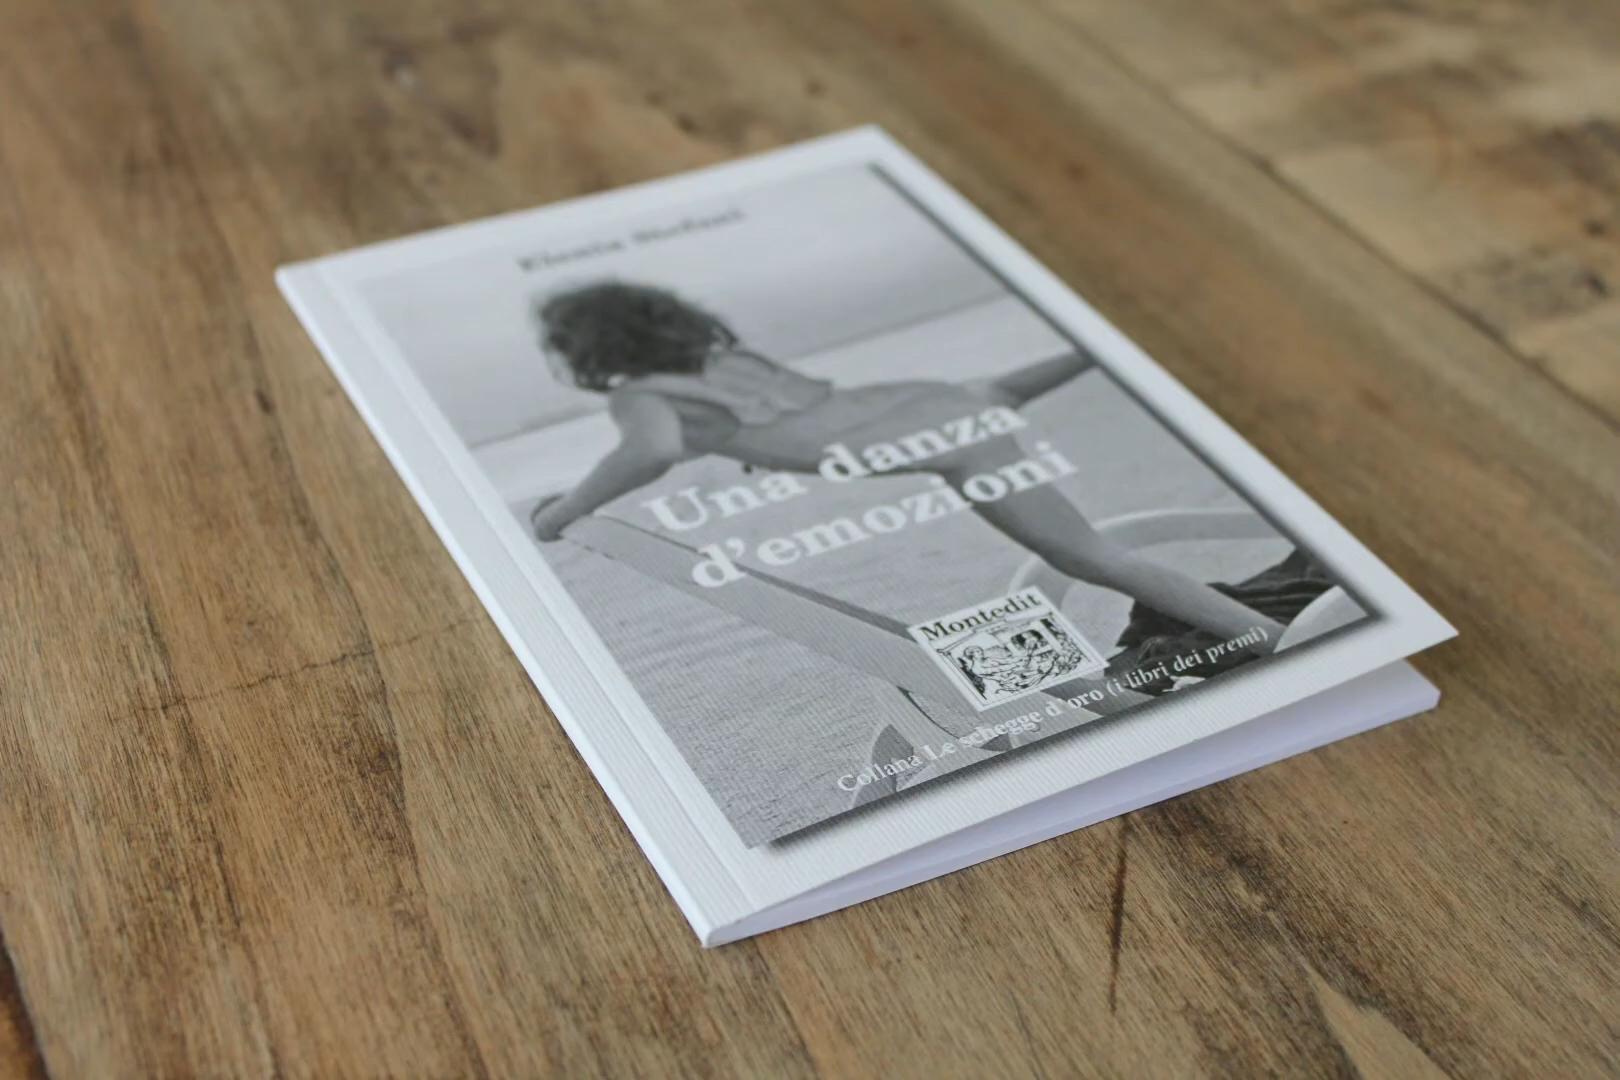 Una danza
d'emozioni
Montedit
Collana Le schegge d'oro (i libri dei premi)